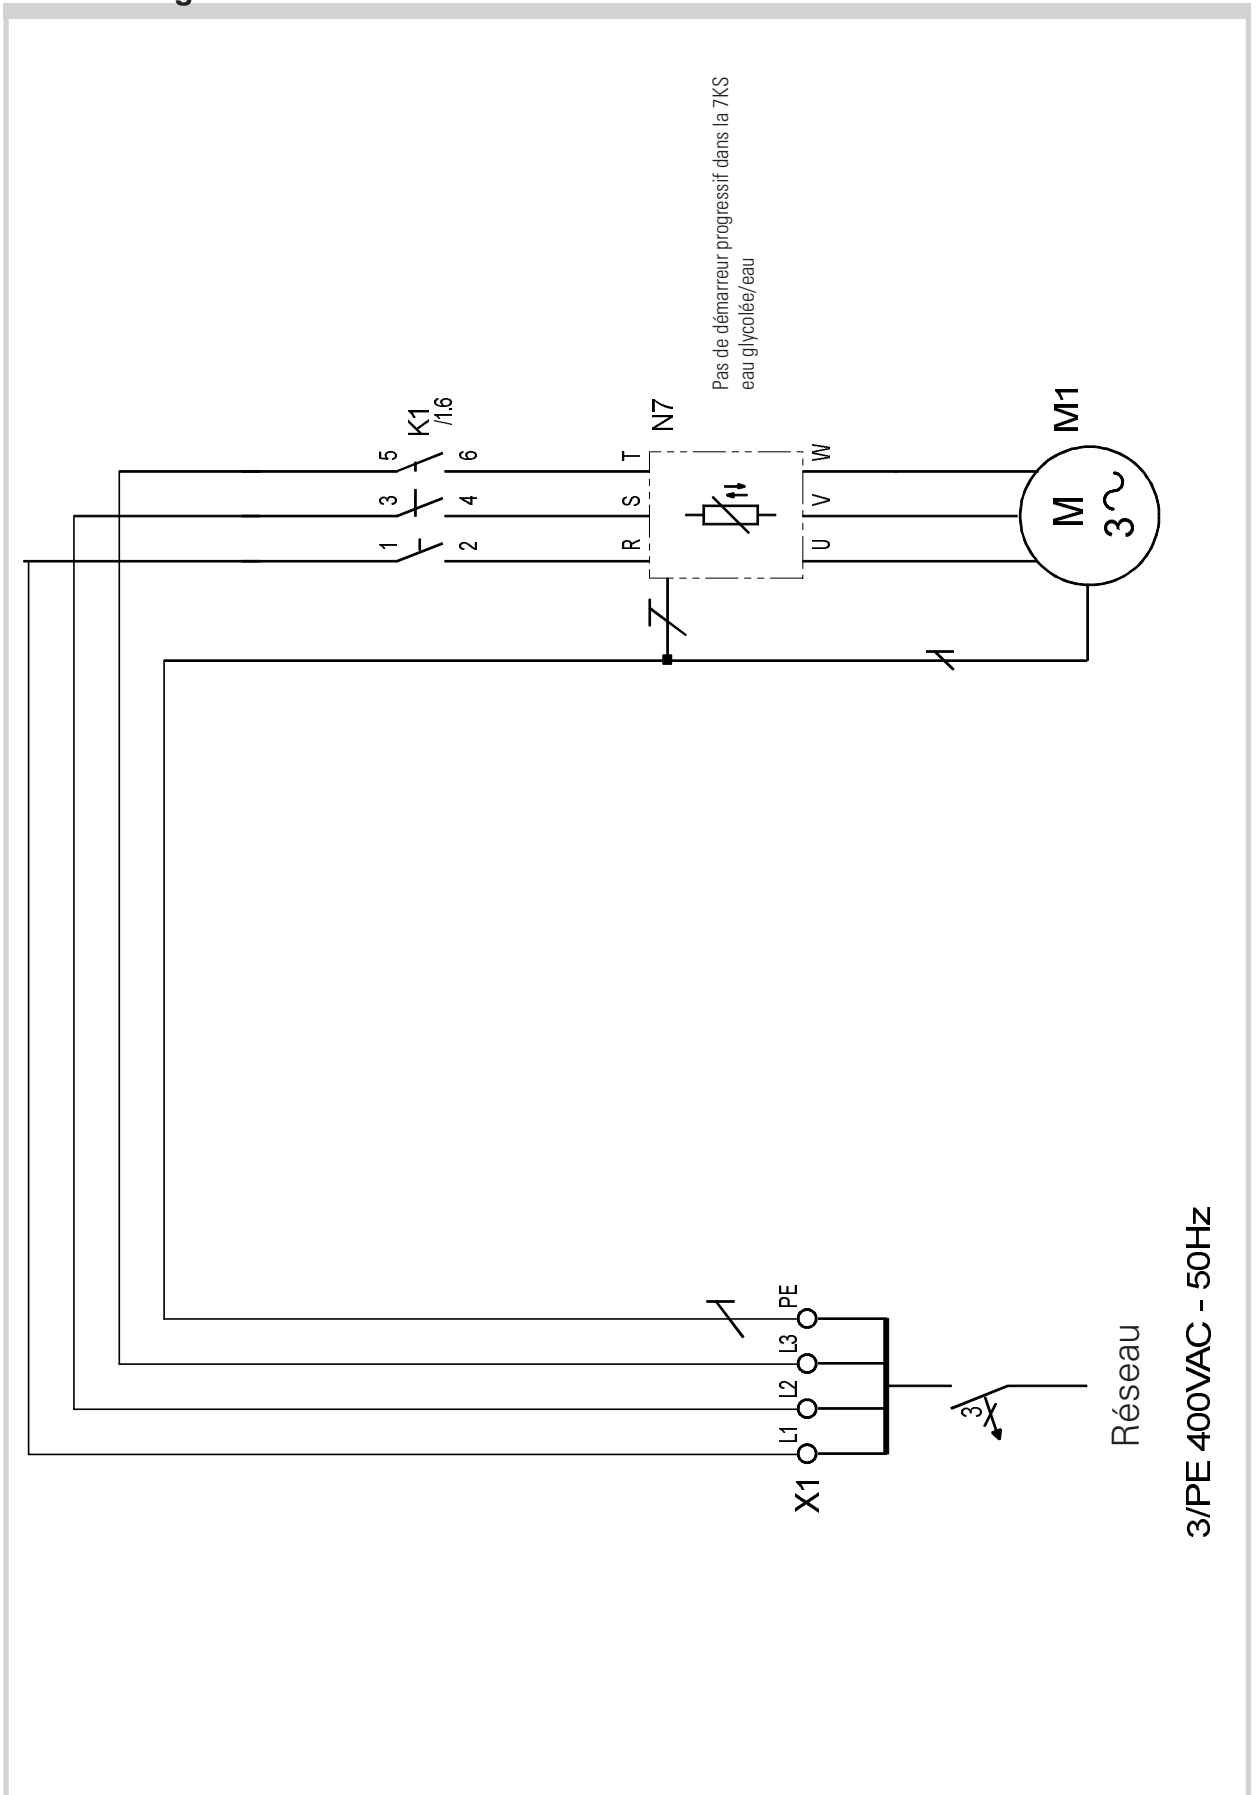 Pas de démarreur progressif dans la 7KS
eau glycolée/eau
5
3
1
K1
/1.6
6
4
2
T
S
R
N7
W
V
U
M1
M
3~
PE
L3
L2
L1
X1
3
Réseau
3/PE 400VAC - 50Hz